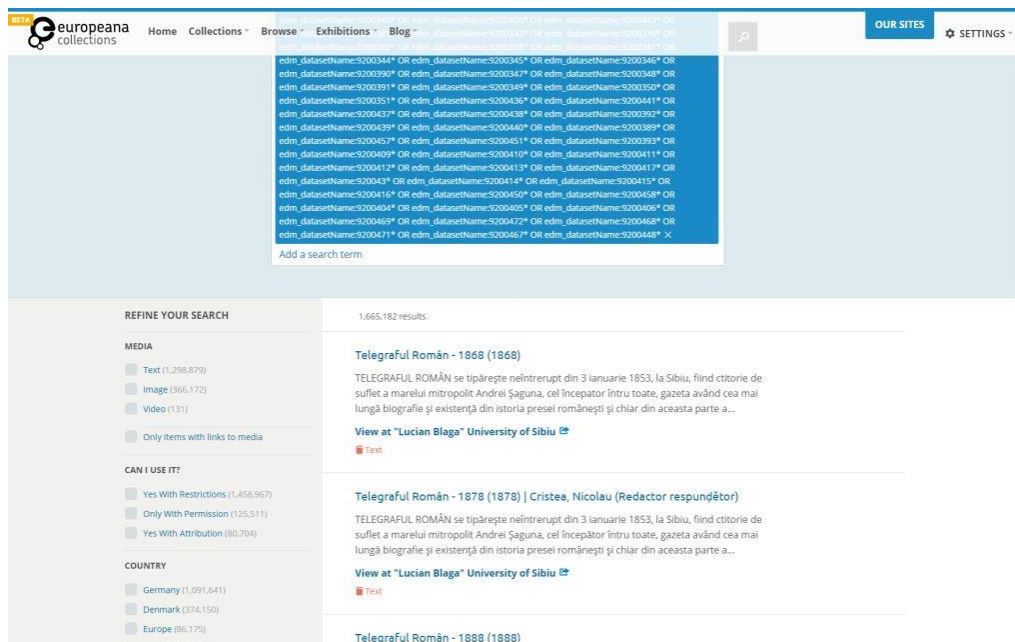 BETA
europeana
collections
Home Collections Browse Exhibitions Blog
OUR SITES
SETTINGS
edm_datasetName:9200344* OR edm_datasetName:9200345* OR edm_datasetName:9200346* OR
edm_datasetName:9200390* OR edm_datasetName:9200347* OR edm_datasetName:9200348* OR
edm_datasetName:9200391* OR edm_datasetName:9200349* OR edm_datasetName:9200350* OR
edm_datasetName:9200351* OR edm_datasetName:9200436* OR edm_datasetName:9200441* OR
edm_datasetName:9200437* OR edm_datasetName:9200438* OR edm_datasetName:9200392* OR
edm_datasetName:9200439* OR edm_datasetName:9200440* OR edm_datasetName:9200389* OR
edm_datasetName:9200457* OR edm_datasetName:9200451* OR edm_datasetName:9200393* OR
edm_datasetName:9200409* OR edm_datasetName:9200410* OR edm_datasetName:9200411* OR
edm_datasetName:9200412* OR edm_datasetName:9200413* OR edm_datasetName:9200417* OR
edm_datasetName:920043* OR edm_datasetName:9200414* OR edm_datasetName:9200415* OR
edm_datasetName:9200416* OR edm_datasetName:9200450* OR edm_datasetName:9200458* OR
edm_datasetName:9200404* OR edm_datasetName:9200405* OR edm_datasetName:9200406* OR
edm_datasetName:9200469* OR edm_datasetName:9200472* OR edm_datasetName:9200468* OR
edm_datasetName:9200471* OR edm_datasetName:9200467* OR edm_datasetName:9200448* ×
Add a search term
REFINE YOUR SEARCH
MEDIA
Text (1,298,879)
Image (366,172)
Video (131)
Only items with links to media
CAN I USE IT?
Yes With Restrictions (1,458,967)
Only With Permission (125,511)
Yes With Attribution (80,704)
COUNTRY
Germany (1,091,641)
Denmark (374,150)
Europe (86,175)
1,665,182 results
Telegraful Român - 1868 (1868)
TELEGRAFUL ROMÂN se tipărește neîntrerupt din 3 ianuarie 1853, la Sibiu, fiind ctitorie de
suflet a marelui mitropolit Andrei Şaguna, cel începator întru toate, gazeta având cea mai
lungă biografie şi existenţă din istoria presei româneşti şi chiar din aceasta parte a...
View at "Lucian Blaga" University of Sibiu
Text
Telegraful Român - 1878 (1878) | Cristea, Nicolau (Redactor respunḑětor)
TELEGRAFUL ROMÂN se tipărește neîntrerupt din 3 ianuarie 1853, la Sibiu, fiind ctitorie de
suflet a marelui mitropolit Andrei Şaguna, cel începător întru toate, gazeta având cea mai
lungă biografie şi existenţă din istoria presei româneşti şi chiar din aceasta parte a...
View at "Lucian Blaga" University of Sibiu
Text
Telegraful Român - 1888 (1888)